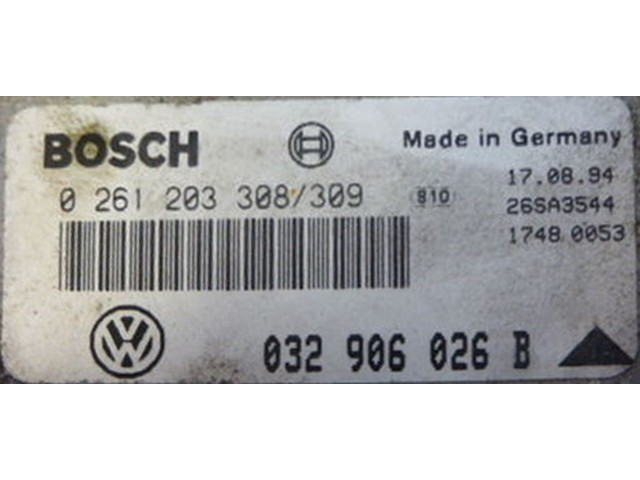 BOSCH Made in Germany
17.08.94
0 261 203 308/309 810 26SA3544
1748 0053
VW 032 906 026 B